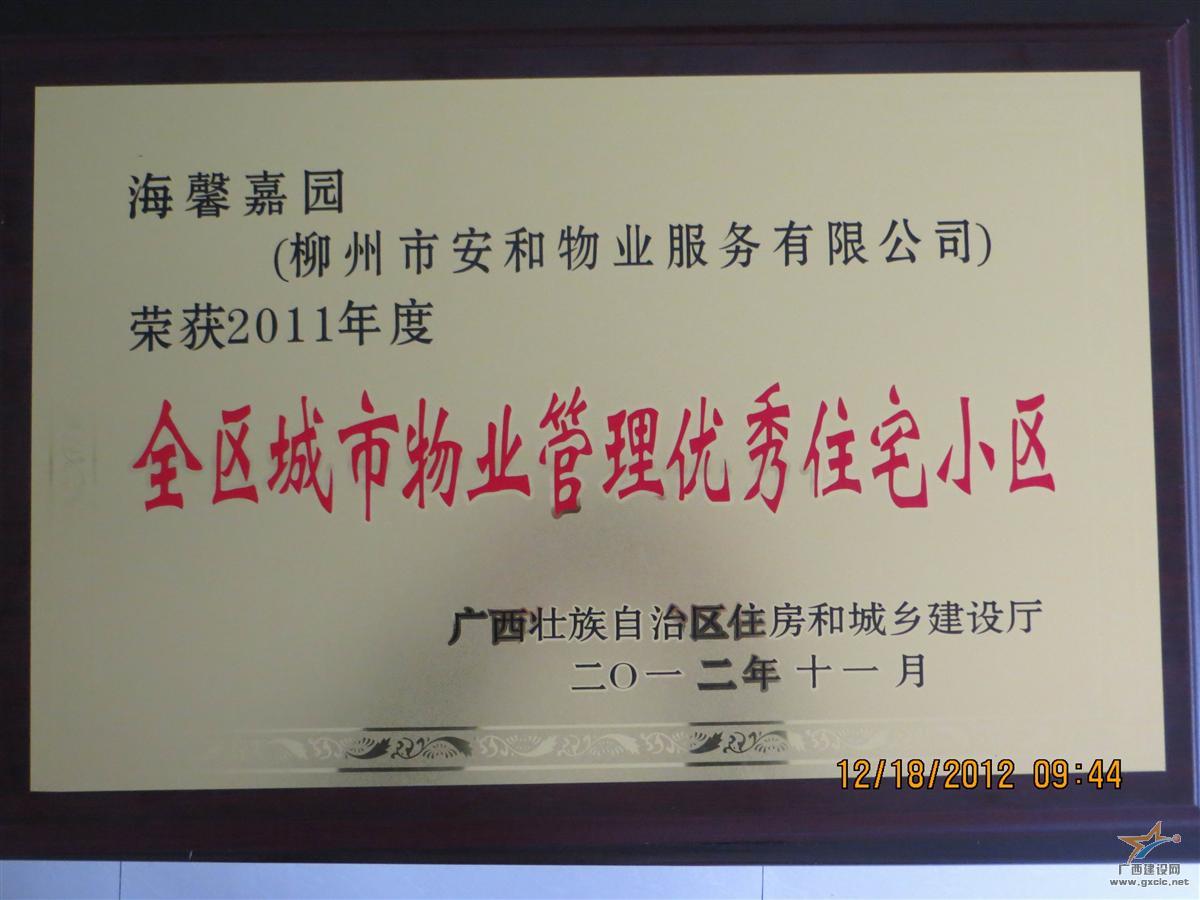 海馨嘉园
(柳州市安和物业服务有限公司)
荣获2011年度
全区城市物业管理优秀住宅小区
广西壮族自治区住房和城乡建设厅
二〇一二年十一月
12/18/2012 09:44
广西建设网
www.gxcic.net